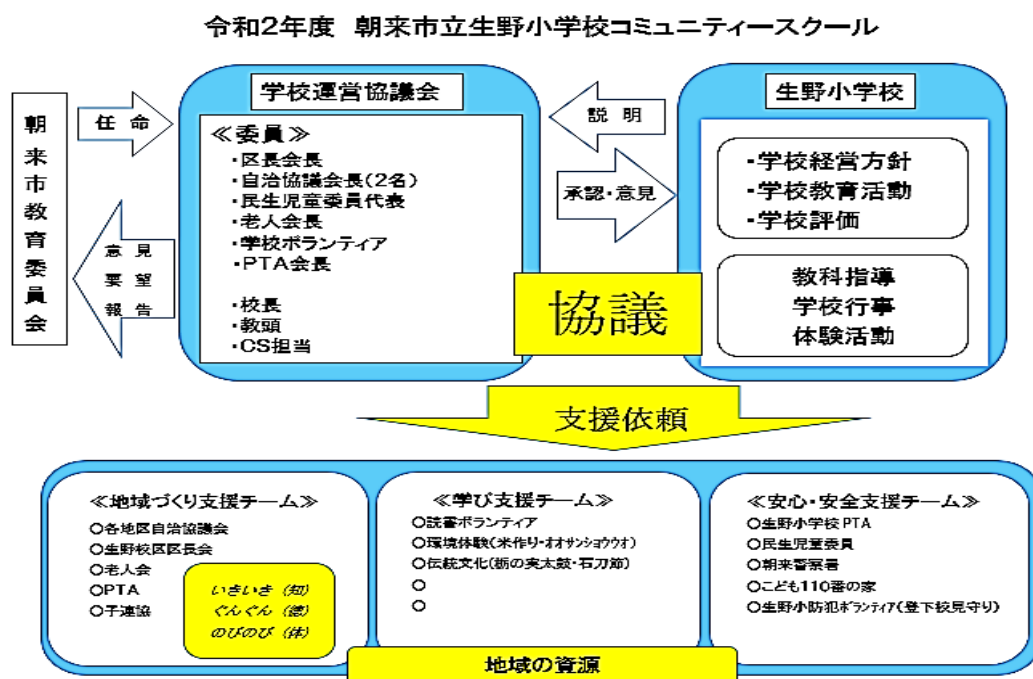 令和2年度 朝来市立生野小学校コミュニティースクール
朝来市教育委員会
任 命
意 見
要 望
報 告
学校運営協議会
≪委員≫
・区長会長
・自治協議会長(2名)
・民生児童委員代表
・老人会長
・学校ボランティア
・PTA会長
・校長
・教頭
・CS担当
説 明
承認・意見
生野小学校
・学校経営方針
・学校教育活動
・学校評価
教科指導
学校行事
体験活動
協議
支援依頼
≪地域づくり支援チーム≫
○各地区自治協議会
○生野校区区長会
○老人会
○PTA
○子連協
いきいき (知)
ぐんぐん (徳)
のびのび (体)
≪学び支援チーム≫
○読書ボランティア
○環境体験(米作り・オオサンショウウオ)
○伝統文化(栃の実太鼓・石刀節)
○
○
≪安心・安全支援チーム≫
○生野小学校PTA
○民生児童委員
○朝来警察署
○こども110番の家
○生野小防犯ボランティア(登下校見守り)
地域の資源